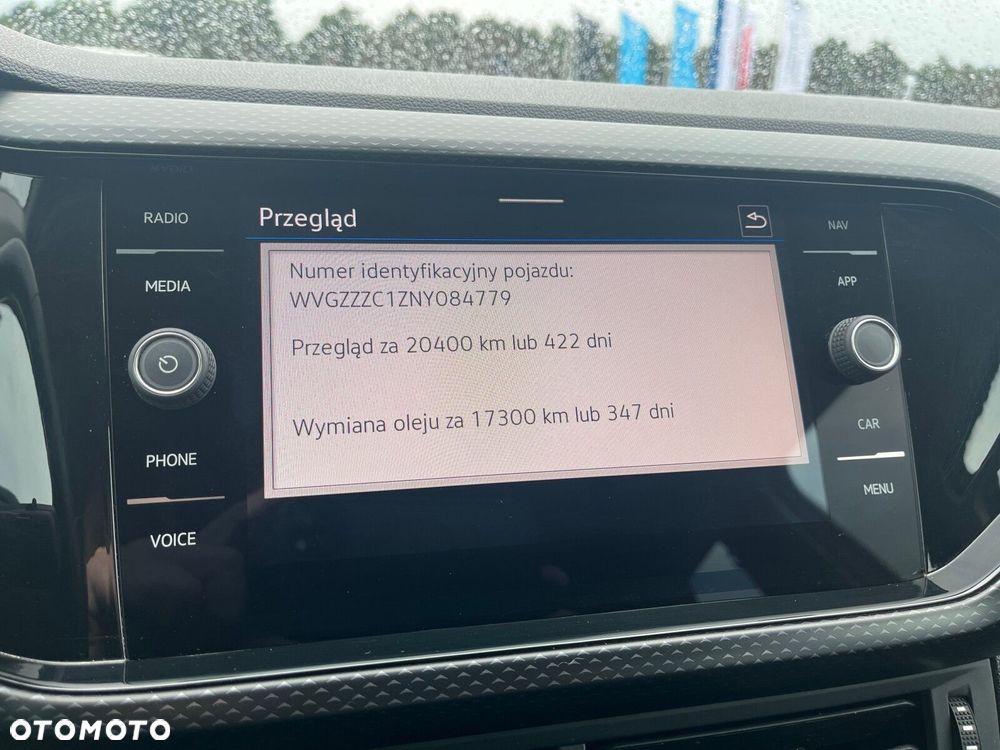 RADIO
MEDIA
PHONE
VOICE
Przegląd
Numer identyfikacyjny pojazdu:
WVGZZZC1ZNY084779
Przegląd za 20400 km lub 422 dni
Wymiana oleju za 17300 km lub 347 dni
NAV
APP
CAR
MENU
OTOMOTO